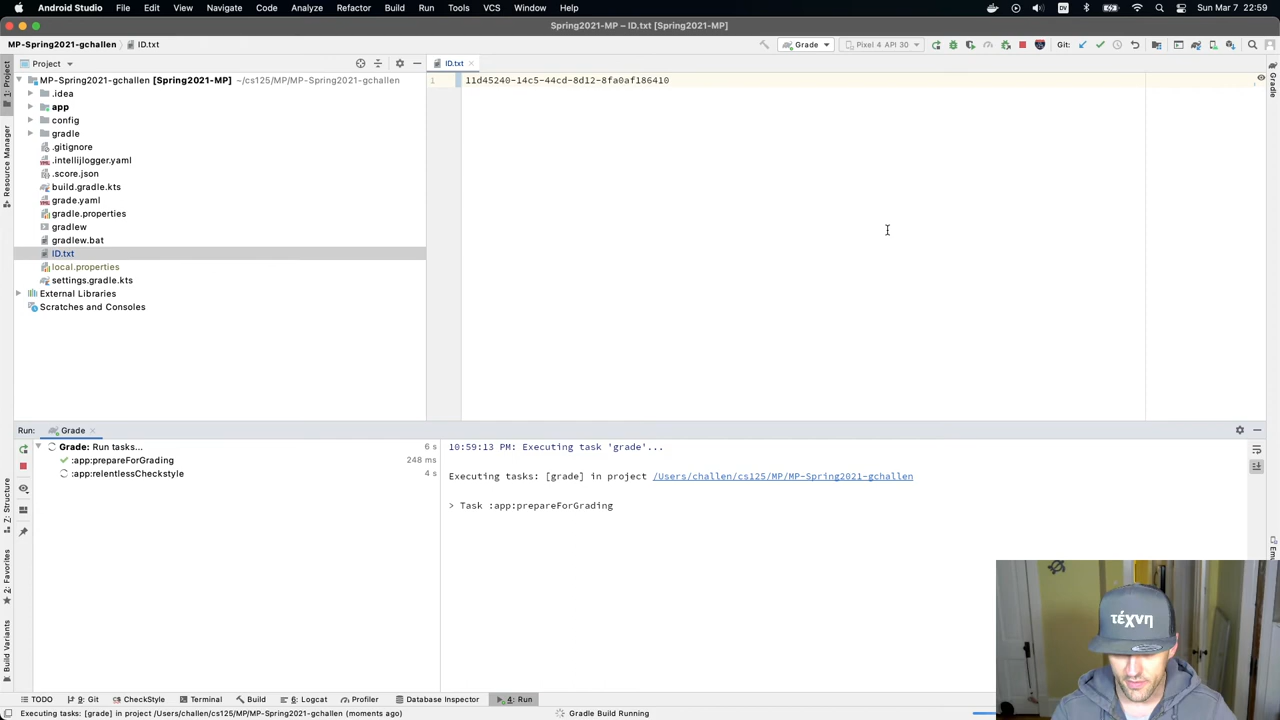 Android Studio File Edit View Navigate Code Analyze Refactor Build Run Tools VCS Window Help DV Sun Mar 7 22:59
Spring2021-MP – ID.txt [Spring2021-MP]
MP-Spring2021-gchallen ID.txt Grade Pixel 4 API 30 Git:
Project
ID.txt
MP-Spring2021-gchallen [Spring2021-MP] ~/cs125/MP/MP-Spring2021-gchallen
1 11d45240-14c5-44cd-8d12-8fa0af186410
.idea
app
config
gradle
.gitignore
.intellijlogger.yaml
.score.json
build.gradle.kts
grade.yaml
gradle.properties
gradlew
gradlew.bat
ID.txt
local.properties
settings.gradle.kts
External Libraries
Scratches and Consoles
1: Project
Resource Manager
Z: Structure
2: Favorites
Build Variants
Gradle
Run: Grade
Grade: Run tasks... 6 s
:app:prepareForGrading 248 ms
:app:relentlessCheckstyle 4 s
10:59:13 PM: Executing task 'grade'...
Executing tasks: [grade] in project /Users/challen/cs125/MP/MP-Spring2021-gchallen
> Task :app:prepareForGrading
τέχνη
TODO 9: Git CheckStyle Terminal Build 6: Logcat Profiler Database Inspector 4: Run
Executing tasks: [grade] in project /Users/challen/cs125/MP/MP-Spring2021-gchallen (moments ago) Gradle Build Running